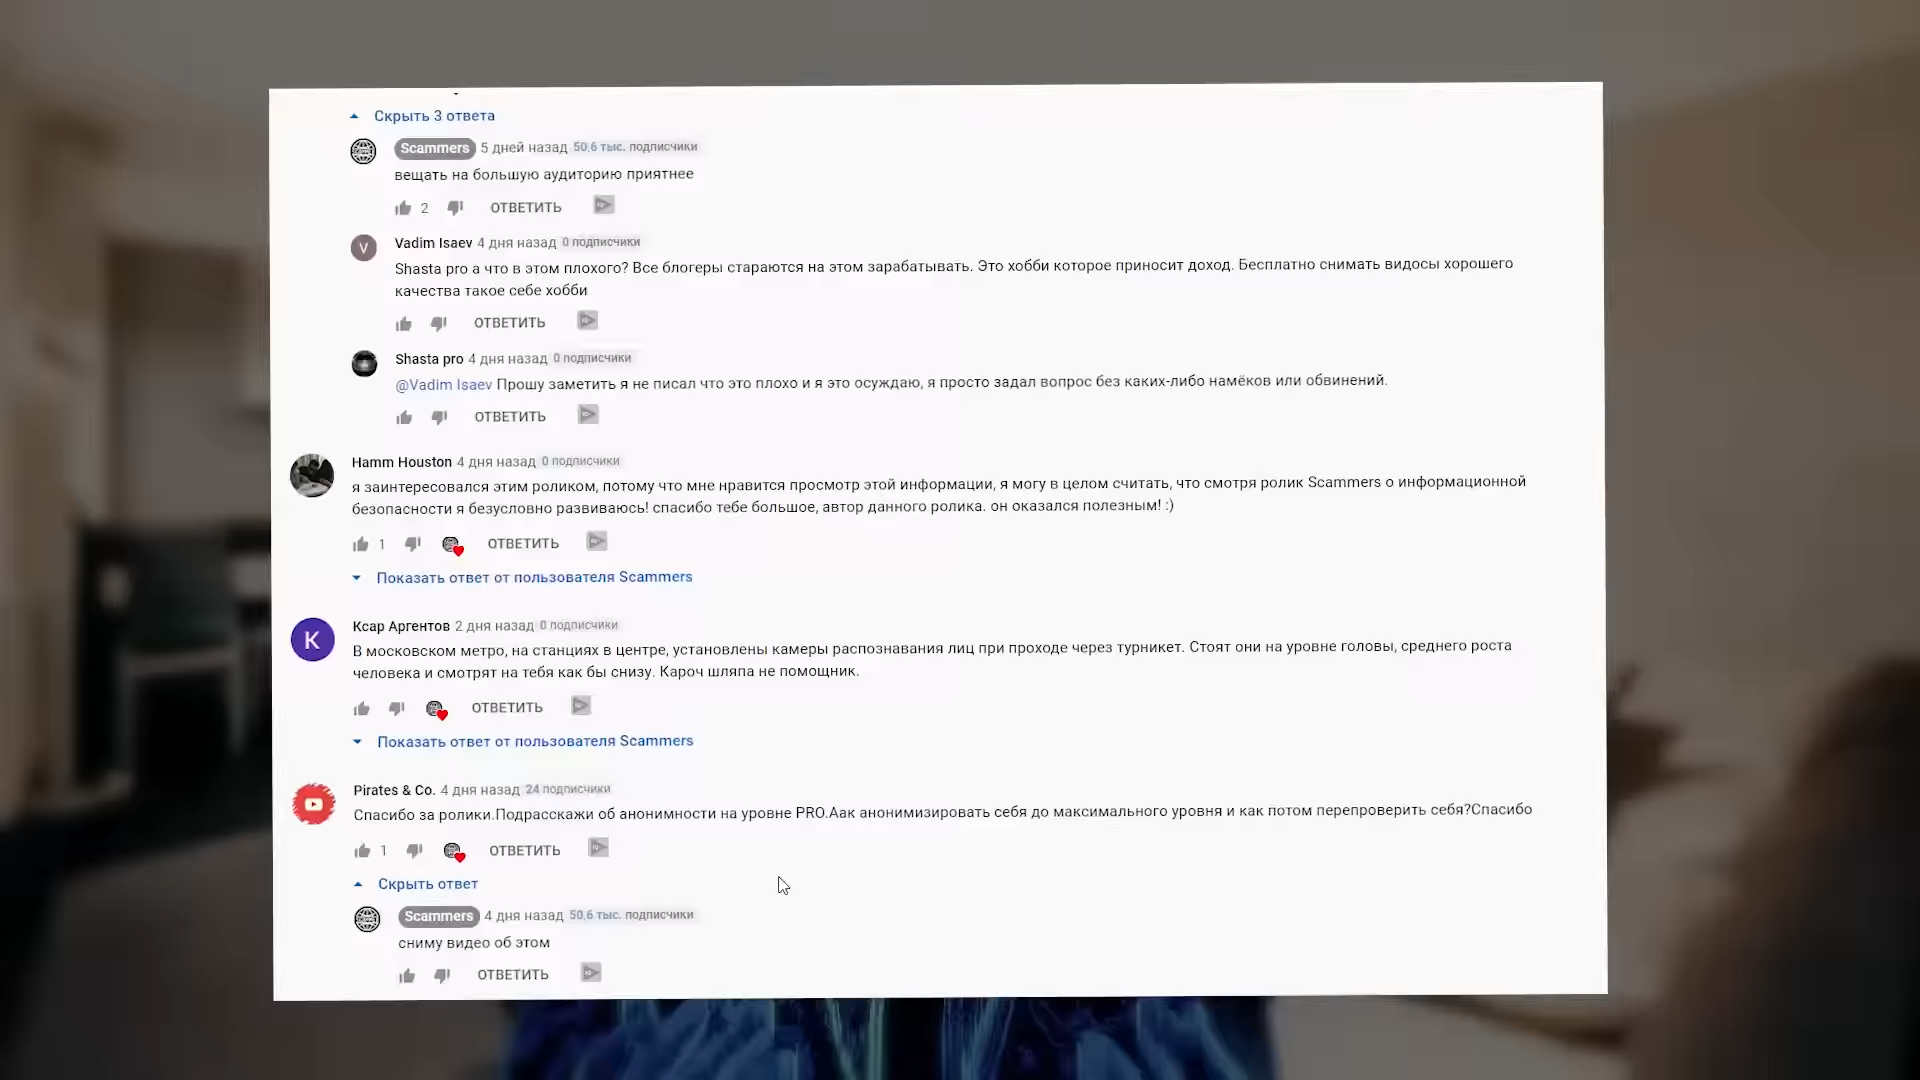 Скрыть 3 ответа
Scammers 5 дней назад 50,6 тыс. подписчики
вещать на большую аудиторию приятнее
2 ОТВЕТИТЬ
V Vadim Isaev 4 дня назад 0 подписчики
Shasta pro а что в этом плохого? Все блогеры стараются на этом зарабатывать. Это хобби которое приносит доход. Бесплатно снимать видосы хорошего
качества такое себе хобби
ОТВЕТИТЬ
Shasta pro 4 дня назад 0 подписчики
@Vadim Isaev Прошу заметить я не писал что это плохо и я это осуждаю, я просто задал вопрос без каких-либо намёков или обвинений.
ОТВЕТИТЬ
Hamm Houston 4 дня назад 0 подписчики
я заинтересовался этим роликом, потому что мне нравится просмотр этой информации, я могу в целом считать, что смотря ролик Scammers о информационной
безопасности я безусловно развиваюсь! спасибо тебе большое, автор данного ролика. он оказался полезным! :)
1 ОТВЕТИТЬ
Показать ответ от пользователя Scammers
К Ксар Аргентов 2 дня назад 0 подписчики
В московском метро, на станциях в центре, установлены камеры распознавания лиц при проходе через турникет. Стоят они на уровне головы, среднего роста
человека и смотрят на тебя как бы снизу. Кароч шляпа не помощник.
ОТВЕТИТЬ
Показать ответ от пользователя Scammers
Pirates & Co. 4 дня назад 24 подписчики
Спасибо за ролики.Подрасскажи об анонимности на уровне PRO.Аак анонимизировать себя до максимального уровня и как потом перепроверить себя?Спасибо
1 ОТВЕТИТЬ
Скрыть ответ
Scammers 4 дня назад 50,6 тыс. подписчики
сниму видео об этом
ОТВЕТИТЬ